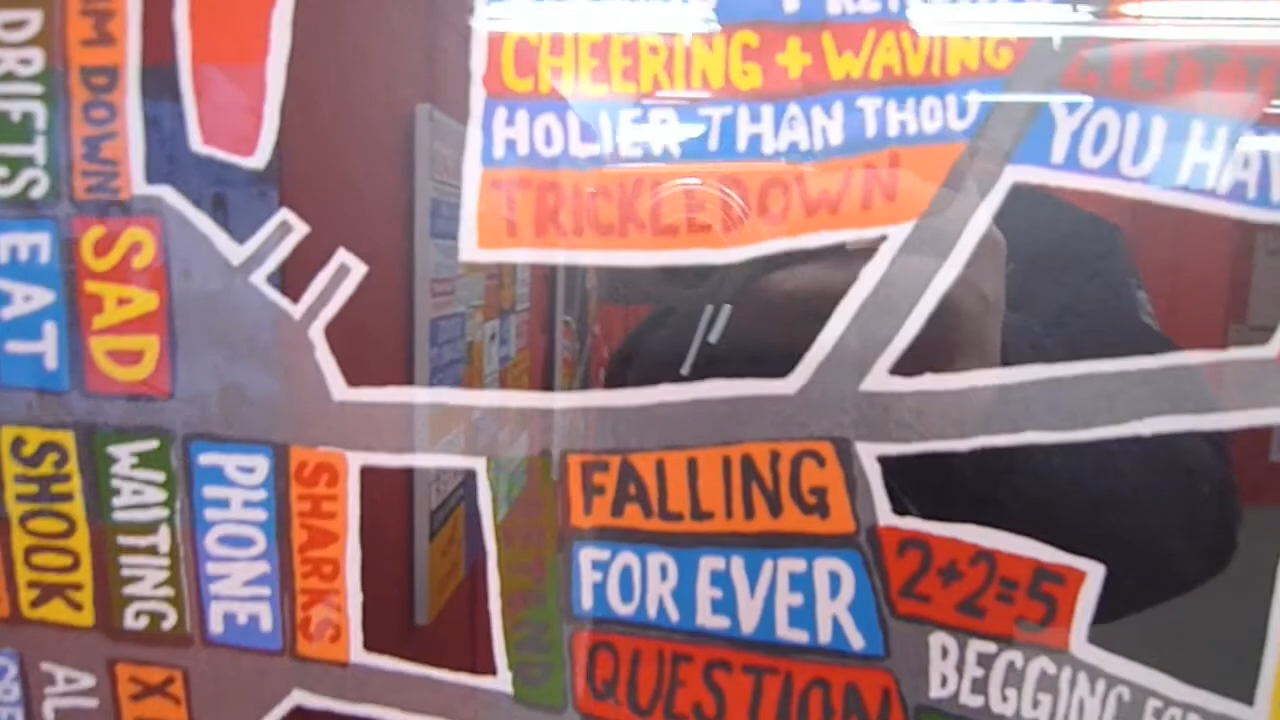 CHEERING + WAVING
HOLIER THAN THOU
TRICKLEDOWN
YOU
DRIFTS
DOWN
EAT
SAD
SHOOK
WAITING
PHONE
SHARKS
FALLING
FOR EVER
QUESTION
2+2=5
BEGGING FOR